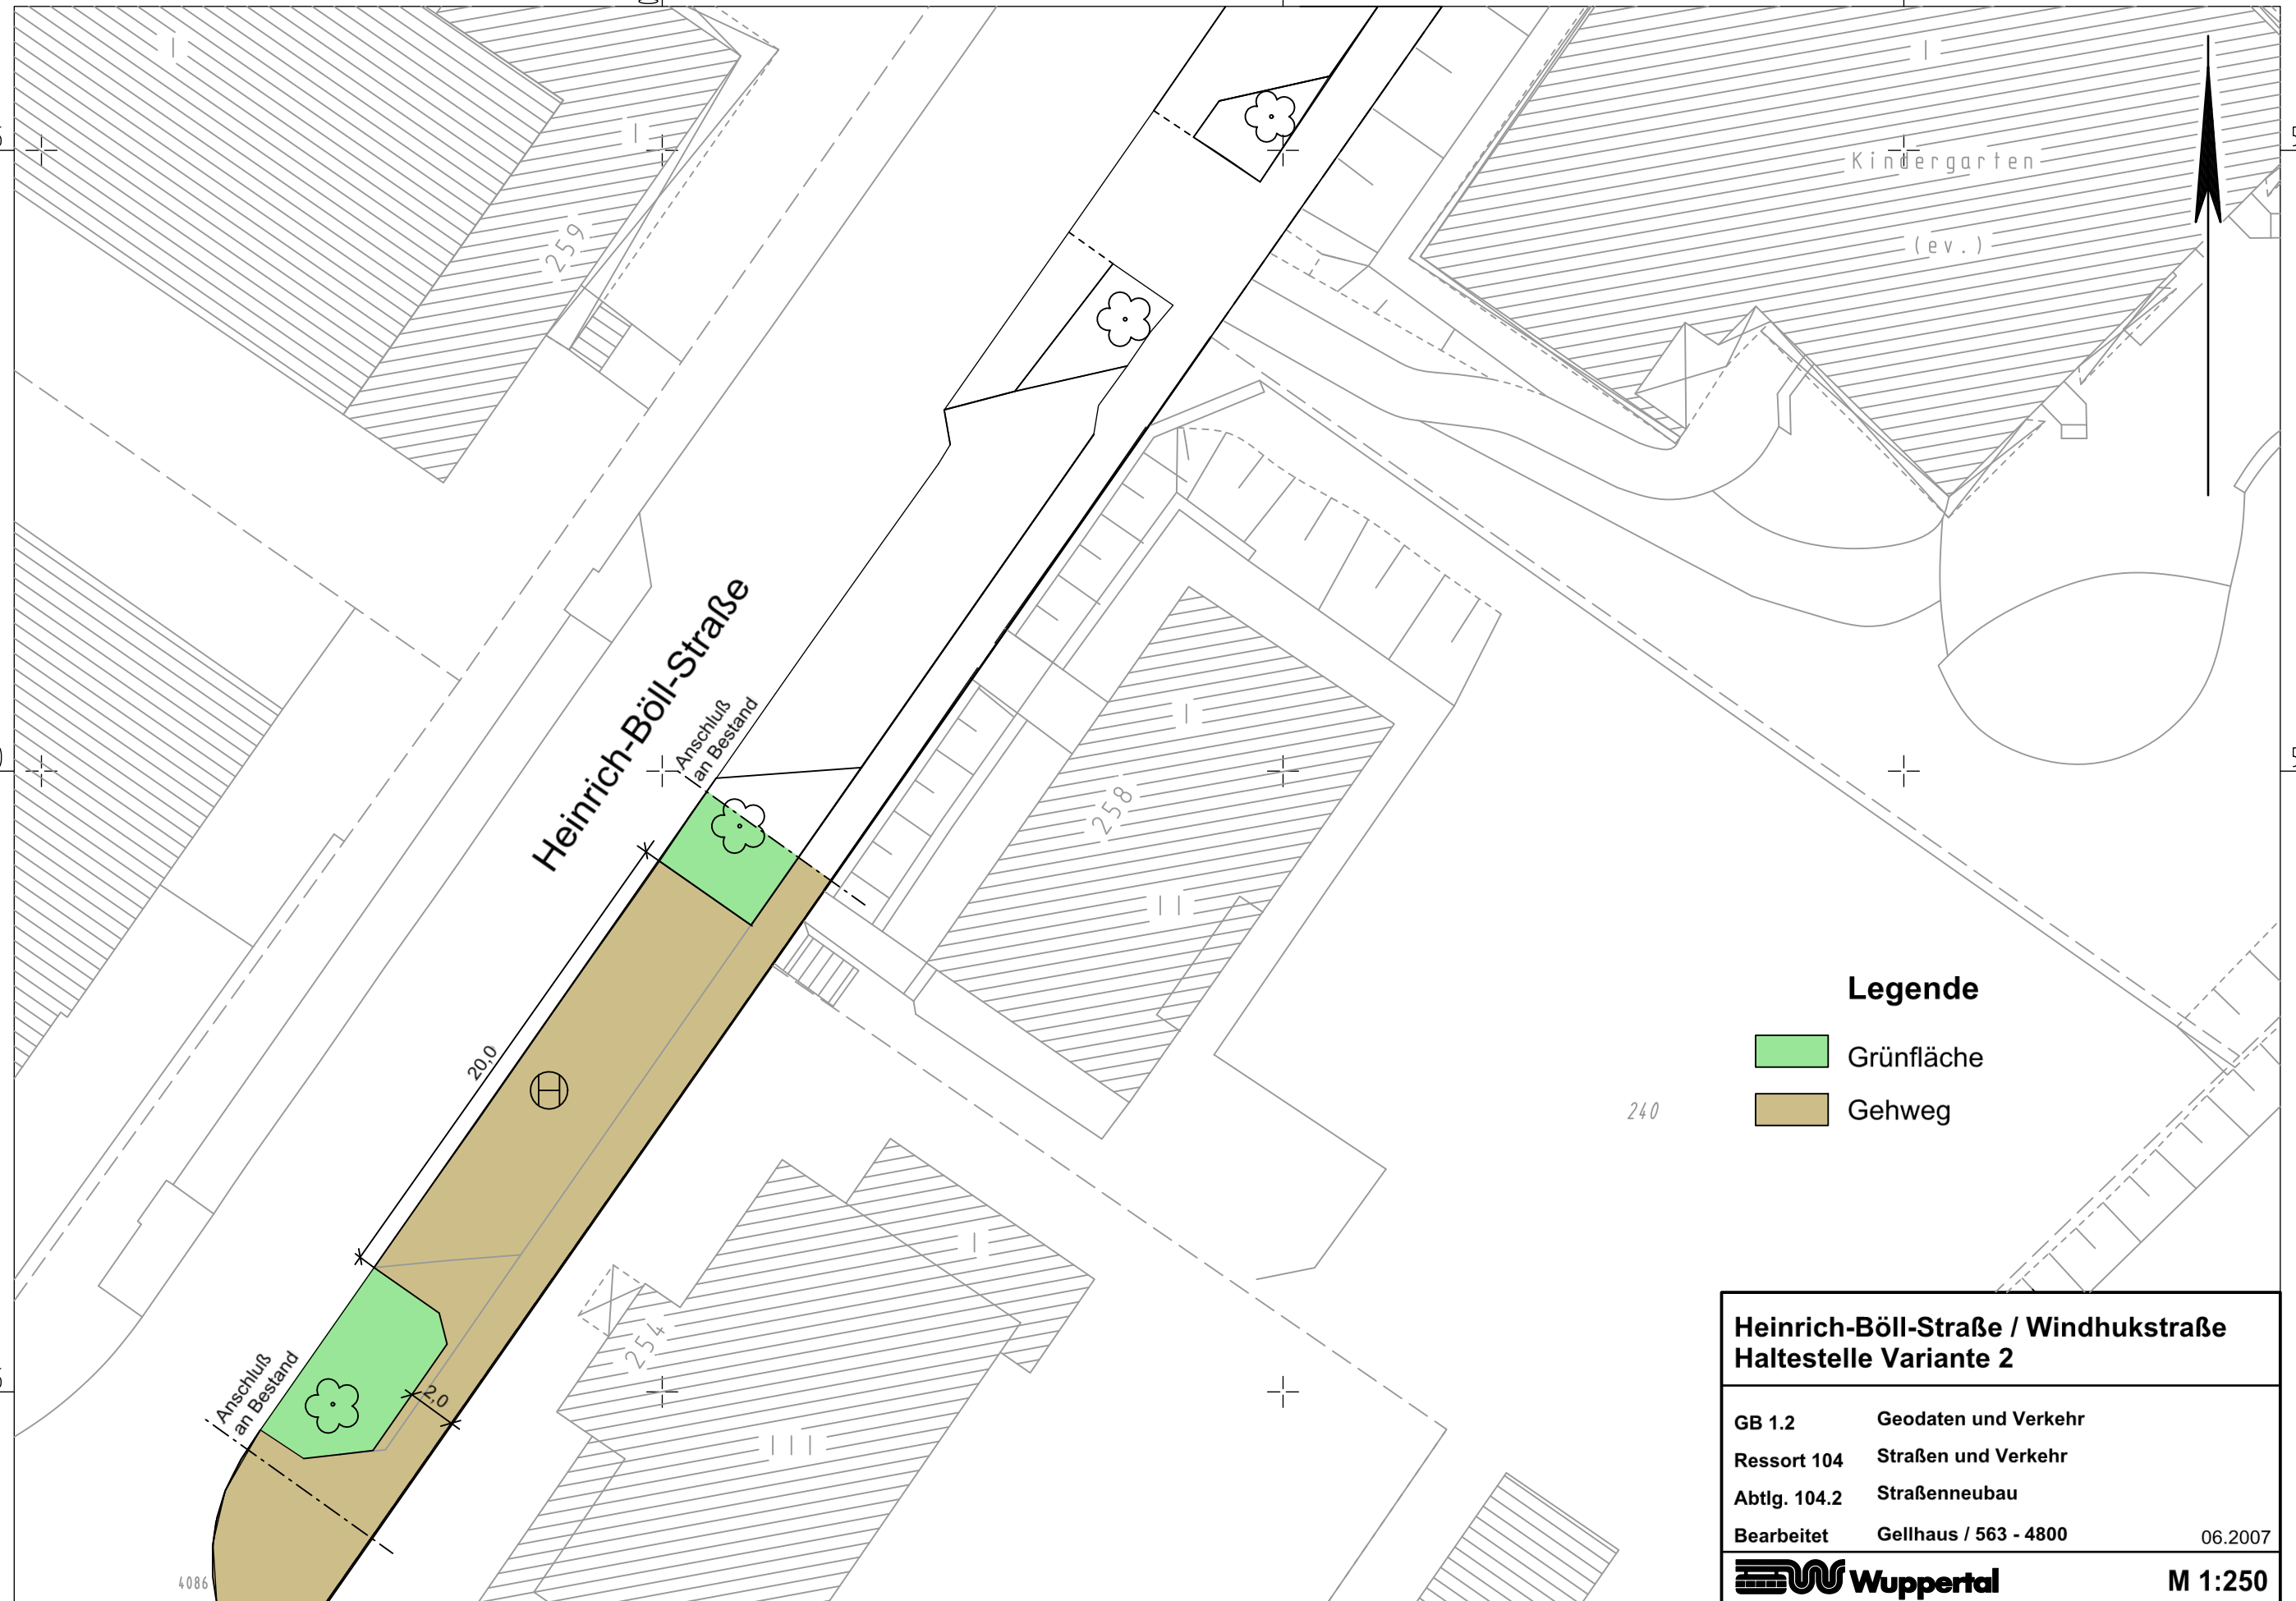 I
I
I
Kindergarten
(ev.)
259
Heinrich-Böll-Straße
Anschluß
an Bestand
I
258
II
20,0
H
Legende
Grünfläche
Gehweg
240
I
254
III
2,0
Anschluß
an Bestand
4086
Heinrich-Böll-Straße / Windhukstraße
Haltestelle Variante 2
GB 1.2 Geodaten und Verkehr
Ressort 104 Straßen und Verkehr
Abtlg. 104.2 Straßenneubau
Bearbeitet Gellhaus / 563 - 4800 06.2007
Wuppertal M 1:250